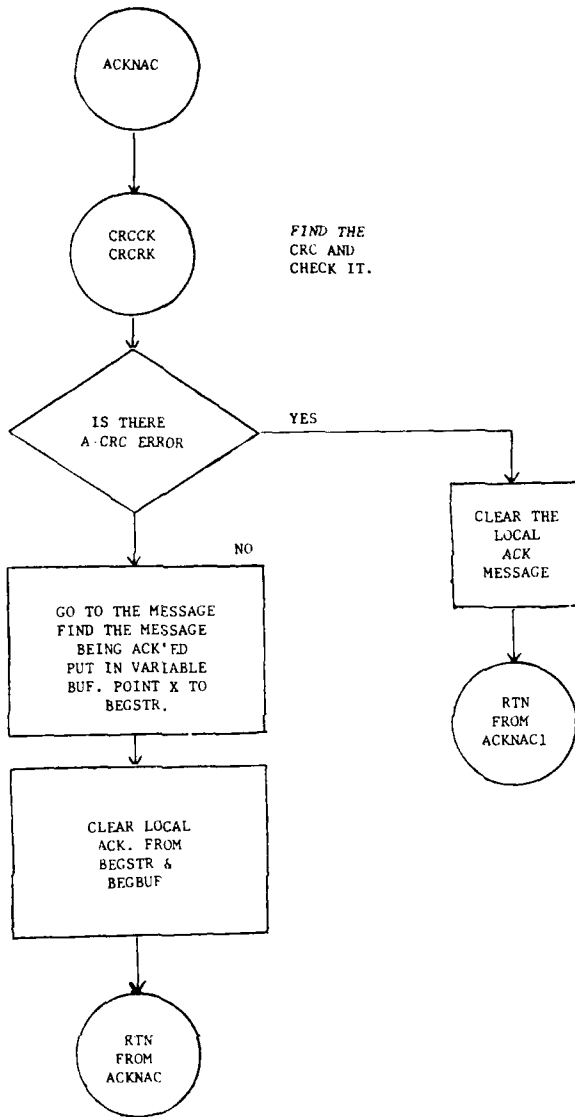 ACKNAC
CRCCK
CRCRK
FIND THE
CRC AND
CHECK IT.
IS THERE
A CRC ERROR
YES
NO
CLEAR THE
LOCAL
ACK
MESSAGE
GO TO THE MESSAGE
FIND THE MESSAGE
BEING ACK'ED
PUT IN VARIABLE
BUF. POINT X TO
BEGSTR.
RTN
FROM
ACKNAC1
CLEAR LOCAL
ACK. FROM
BEGSTR &
BEGBUF
RTN
FROM
ACKNAC